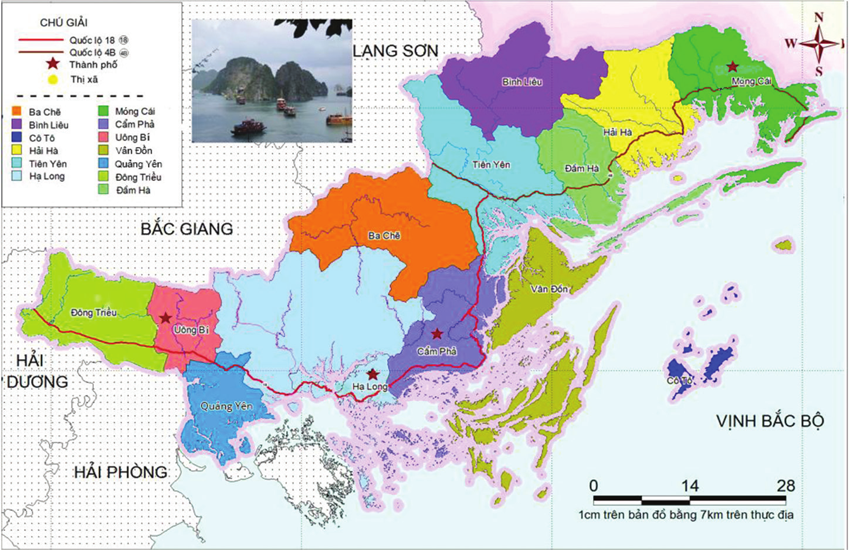 CHÚ GIẢI
Quốc lộ 18 18
Quốc lộ 4B 4B
Thành phố
Thị xã
Ba Chẽ
Bình Liêu
Cô Tô
Hải Hà
Tiên Yên
Hạ Long
Móng Cái
Cẩm Phả
Uông Bí
Vân Đồn
Quảng Yên
Đông Triều
Đầm Hà
LẠNG SƠN
N
W E
S
Bình Liêu
Móng Cái
Hải Hà
Tiên Yên
Đầm Hà
BẮC GIANG
Ba Chẽ
Vân Đồn
Đông Triều
Uông Bí
Cẩm Phả
HẢI
DƯƠNG
Hạ Long
Cô Tô
Quảng Yên
VỊNH BẮC BỘ
HẢI PHÒNG
0 14 28
1cm trên bản đồ bằng 7km trên thực địa